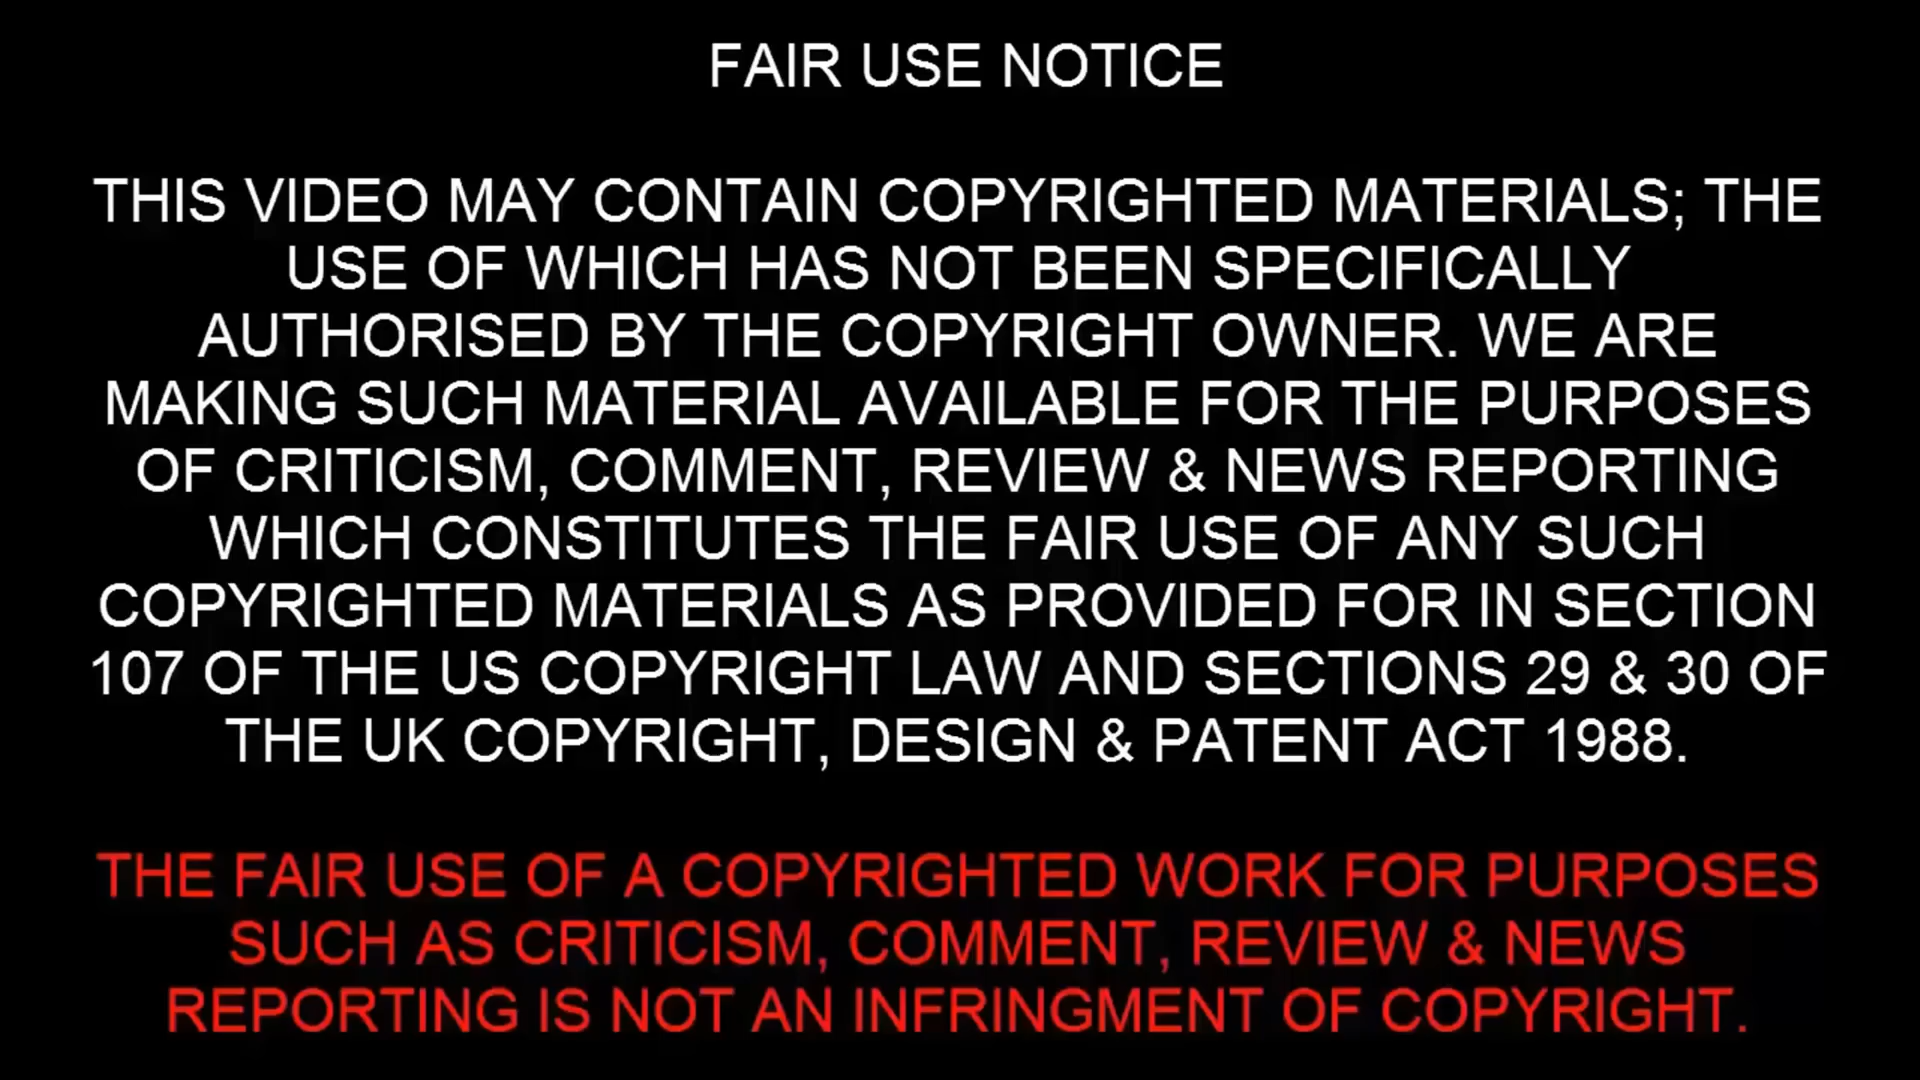 FAIR USE NOTICE
THIS VIDEO MAY CONTAIN COPYRIGHTED MATERIALS; THE
USE OF WHICH HAS NOT BEEN SPECIFICALLY
AUTHORISED BY THE COPYRIGHT OWNER. WE ARE
MAKING SUCH MATERIAL AVAILABLE FOR THE PURPOSES
OF CRITICISM, COMMENT, REVIEW & NEWS REPORTING
WHICH CONSTITUTES THE FAIR USE OF ANY SUCH
COPYRIGHTED MATERIALS AS PROVIDED FOR IN SECTION
107 OF THE US COPYRIGHT LAW AND SECTIONS 29 & 30 OF
THE UK COPYRIGHT, DESIGN & PATENT ACT 1988.
THE FAIR USE OF A COPYRIGHTED WORK FOR PURPOSES
SUCH AS CRITICISM, COMMENT, REVIEW & NEWS
REPORTING IS NOT AN INFRINGMENT OF COPYRIGHT.